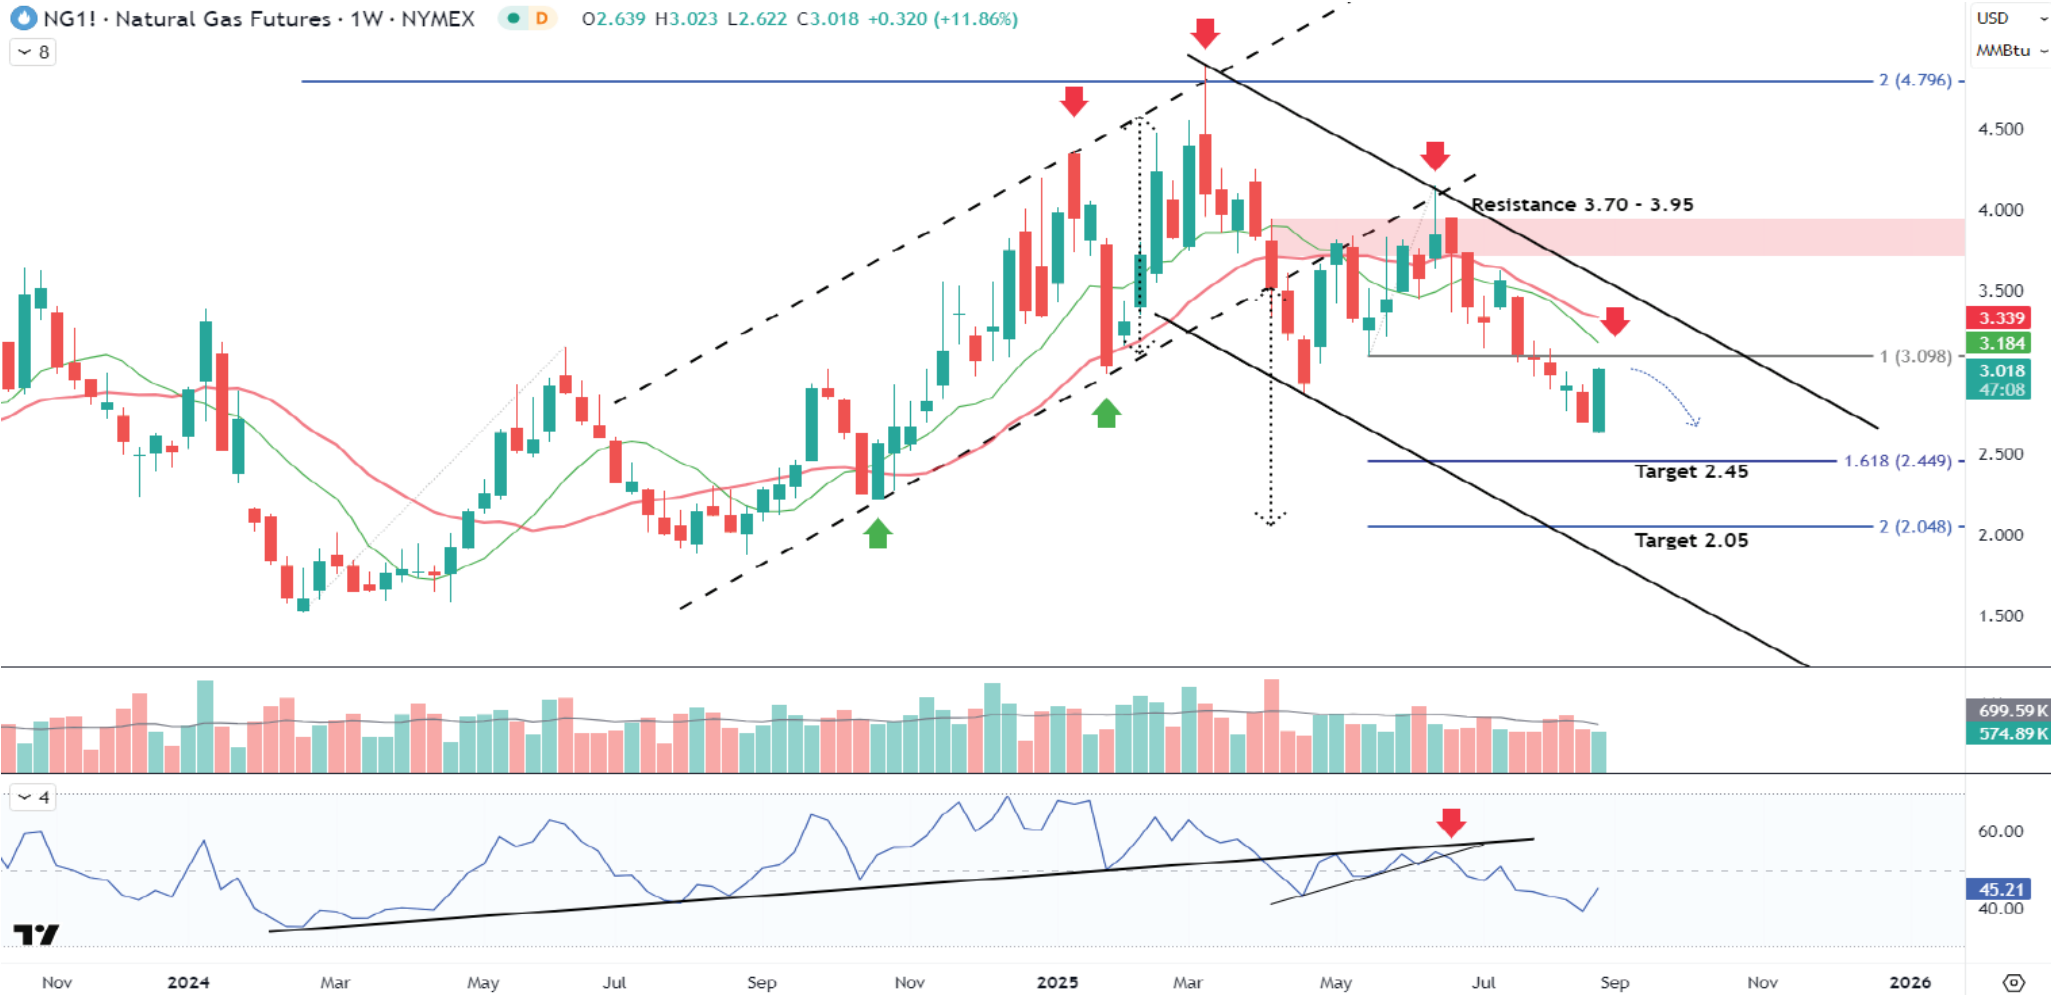 NG1! · Natural Gas Futures · 1W · NYMEX D O2.639 H3.023 L2.622 C3.018 +0.320 (+11.86%)
USD
8
MMBtu
2 (4.796)
4.500
Resistance 3.70 - 3.95
4.000
3.500
3.339
3.184
1 (3.098)
3.018
47:08
2.500
1.618 (2.449)
Target 2.45
2 (2.048)
2.000
Target 2.05
1.500
699.59K
574.89K
4
60.00
45.21
40.00
Nov 2024 Mar May Jul Sep Nov 2025 Mar May Jul Sep Nov 2026